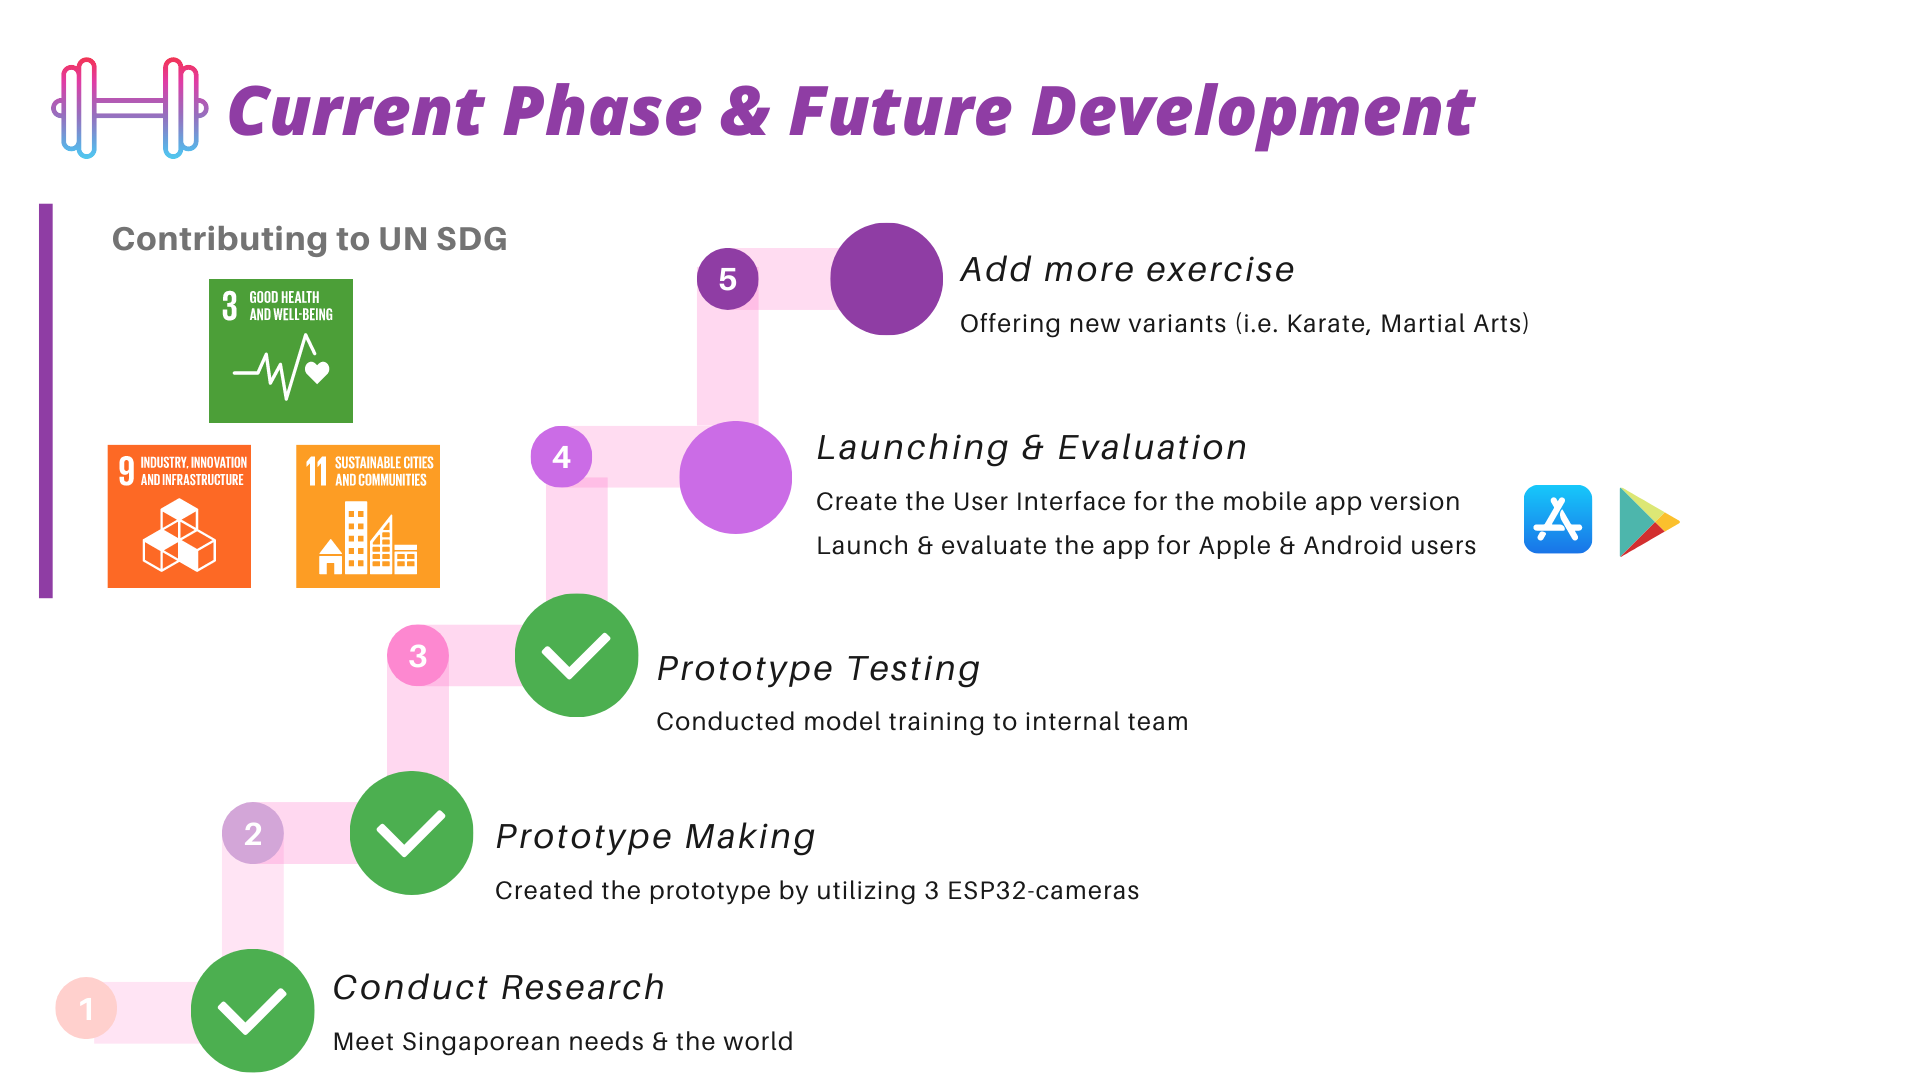 Current Phase & Future Development
Contributing to UN SDG
3 GOOD HEALTH
AND WELL-BEING
9 INDUSTRY, INNOVATION
AND INFRASTRUCTURE
11 SUSTAINABLE CITIES
AND COMMUNITIES
5
Add more exercise
Offering new variants (i.e. Karate, Martial Arts)
4
Launching & Evaluation
Create the User Interface for the mobile app version
Launch & evaluate the app for Apple & Android users
3
Prototype Testing
Conducted model training to internal team
2
Prototype Making
Created the prototype by utilizing 3 ESP32-cameras
1
Conduct Research
Meet Singaporean needs & the world